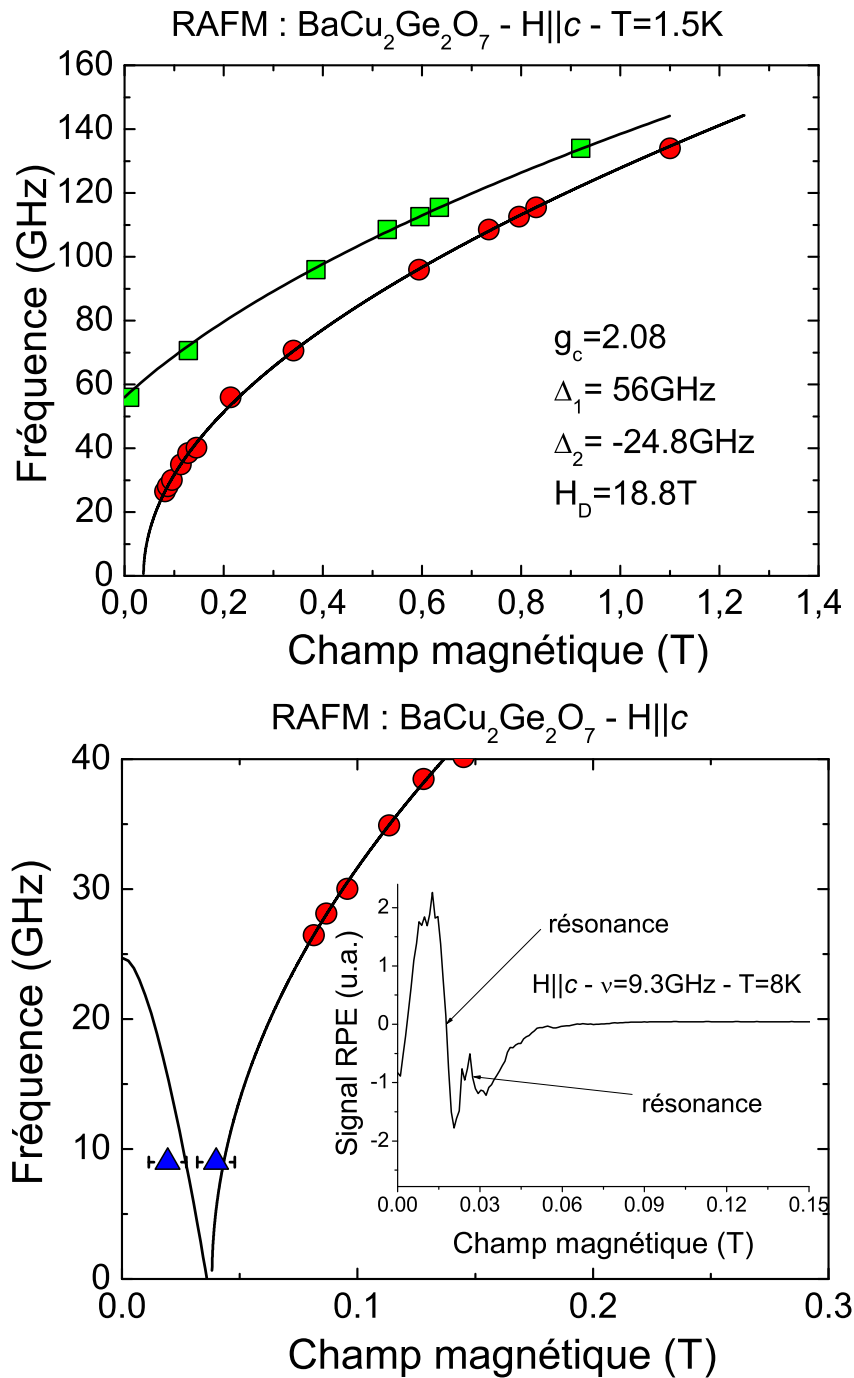 RAFM : BaCu₂Ge₂O₇ - H||c - T=1.5K
160
140
120
100
80
60
40
20
0
Fréquence (GHz)
g_c=2.08
Δ₁= 56GHz
Δ₂= -24.8GHz
H_D=18.8T
0,0 0,2 0,4 0,6 0,8 1,0 1,2 1,4
Champ magnétique (T)
RAFM : BaCu₂Ge₂O₇ - H||c
40
30
20
10
0
Fréquence (GHz)
2
1
0
-1
-2
Signal RPE (u.a.)
résonance
H||c - ν=9.3GHz - T=8K
résonance
0.00 0.03 0.06 0.09 0.12 0.15
Champ magnétique (T)
0.0 0.1 0.2 0.3
Champ magnétique (T)